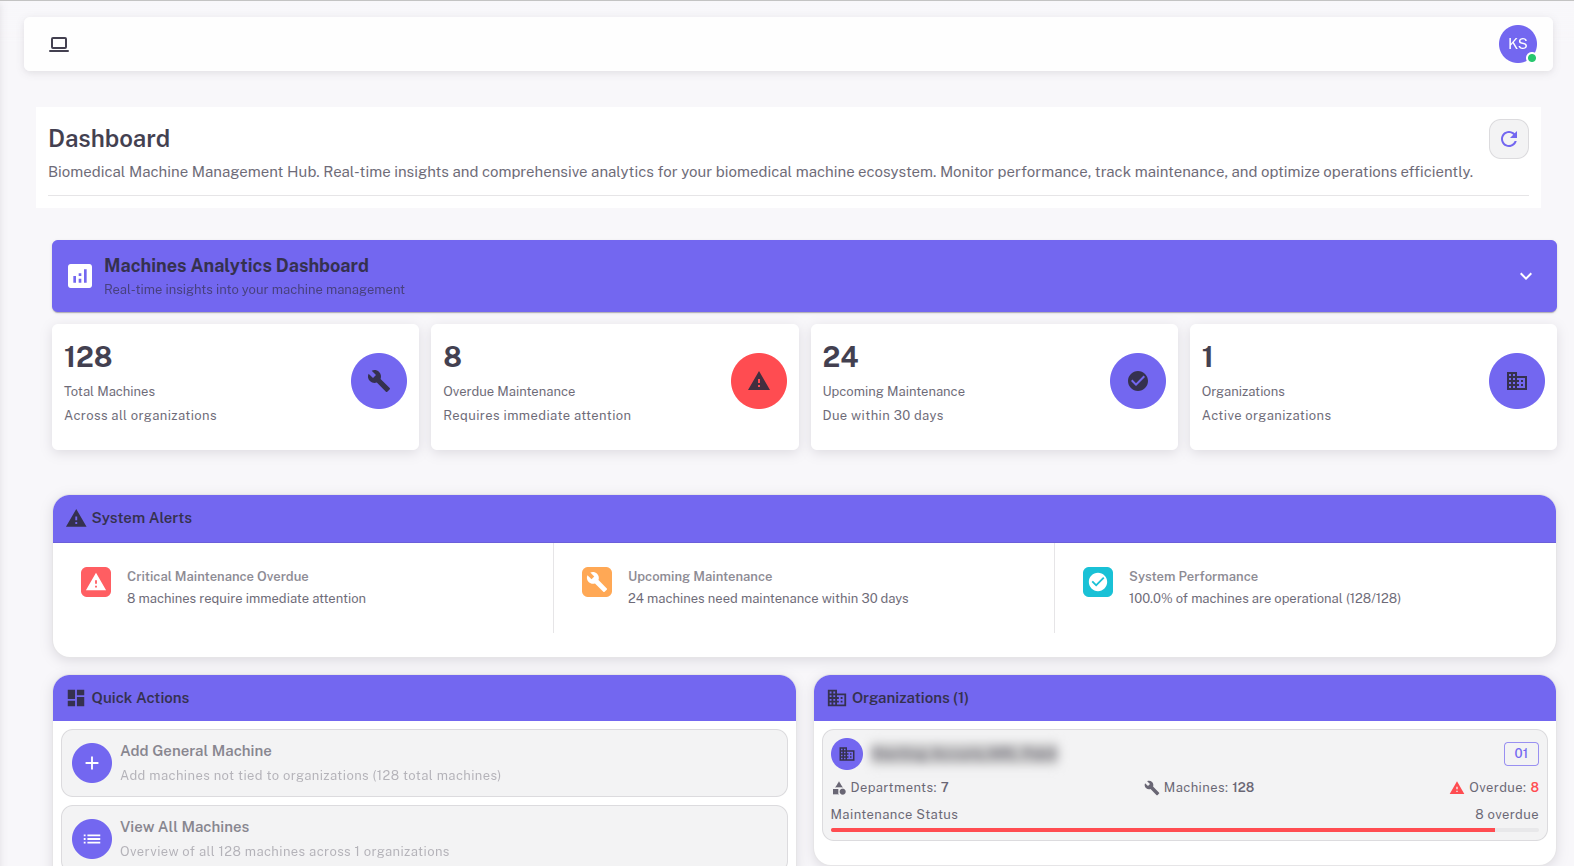 KS
Dashboard
Biomedical Machine Management Hub. Real-time insights and comprehensive analytics for your biomedical machine ecosystem. Monitor performance, track maintenance, and optimize operations efficiently.
Machines Analytics Dashboard
Real-time insights into your machine management
128
Total Machines
Across all organizations
8
Overdue Maintenance
Requires immediate attention
24
Upcoming Maintenance
Due within 30 days
1
Organizations
Active organizations
System Alerts
Critical Maintenance Overdue
8 machines require immediate attention
Upcoming Maintenance
24 machines need maintenance within 30 days
System Performance
100.0% of machines are operational (128/128)
Quick Actions
Add General Machine
Add machines not tied to organizations (128 total machines)
View All Machines
Overview of all 128 machines across 1 organizations
Organizations (1)
01
Departments: 7
Machines: 128
Overdue: 8
Maintenance Status
8 overdue